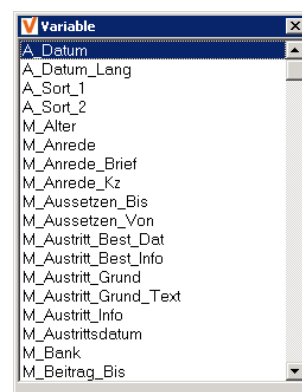 Variable
A_Datum
A_Datum_Lang
A_Sort_1
A_Sort_2
M_Alter
M_Anrede
M_Anrede_Brief
M_Anrede_Kz
M_Aussetzen_Bis
M_Aussetzen_Von
M_Austritt_Best_Dat
M_Austritt_Best_Info
M_Austritt_Grund
M_Austritt_Grund_Text
M_Austritt_Info
M_Austrittsdatum
M_Bank
M_Beitrag_Bis